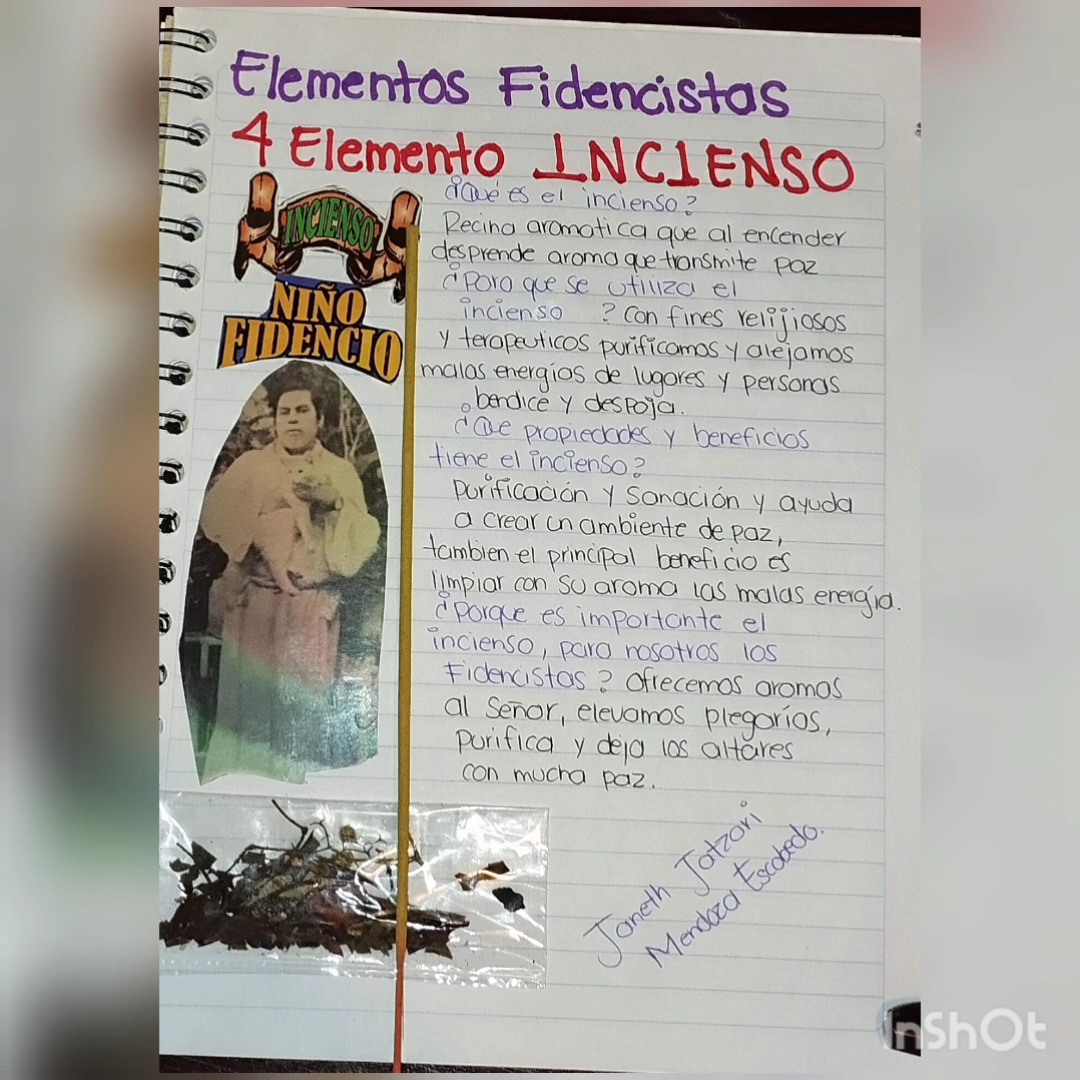 Elementos Fidencistas
4 Elemento INCIENSO
INCIENSO
NIÑO
FIDENCIO
¿Qué es el incienso?
Recina aromatica que al encender
desprende aroma que transmite paz
¿Para que se utiliza el
incienso ? Con fines relijiosos
y terapeuticos purificamos y alejamos
malas energías de lugares y personas
bendice y despoja.
¿Que propiedades y beneficios
tiene el incienso?
Purificación y Sanación y ayuda
a crear un ambiente de paz,
tambien el principal beneficio es
limpiar con su aroma las malas energía.
¿Porque es importante el
incienso, para nosotros los
Fidencistas? Ofrecemos aromas
al Señor, elevamos plegarías,
purifica y deja los altares
con mucha paz.
Janeth Jatzari
Mendoza Escobedo.
InShOt